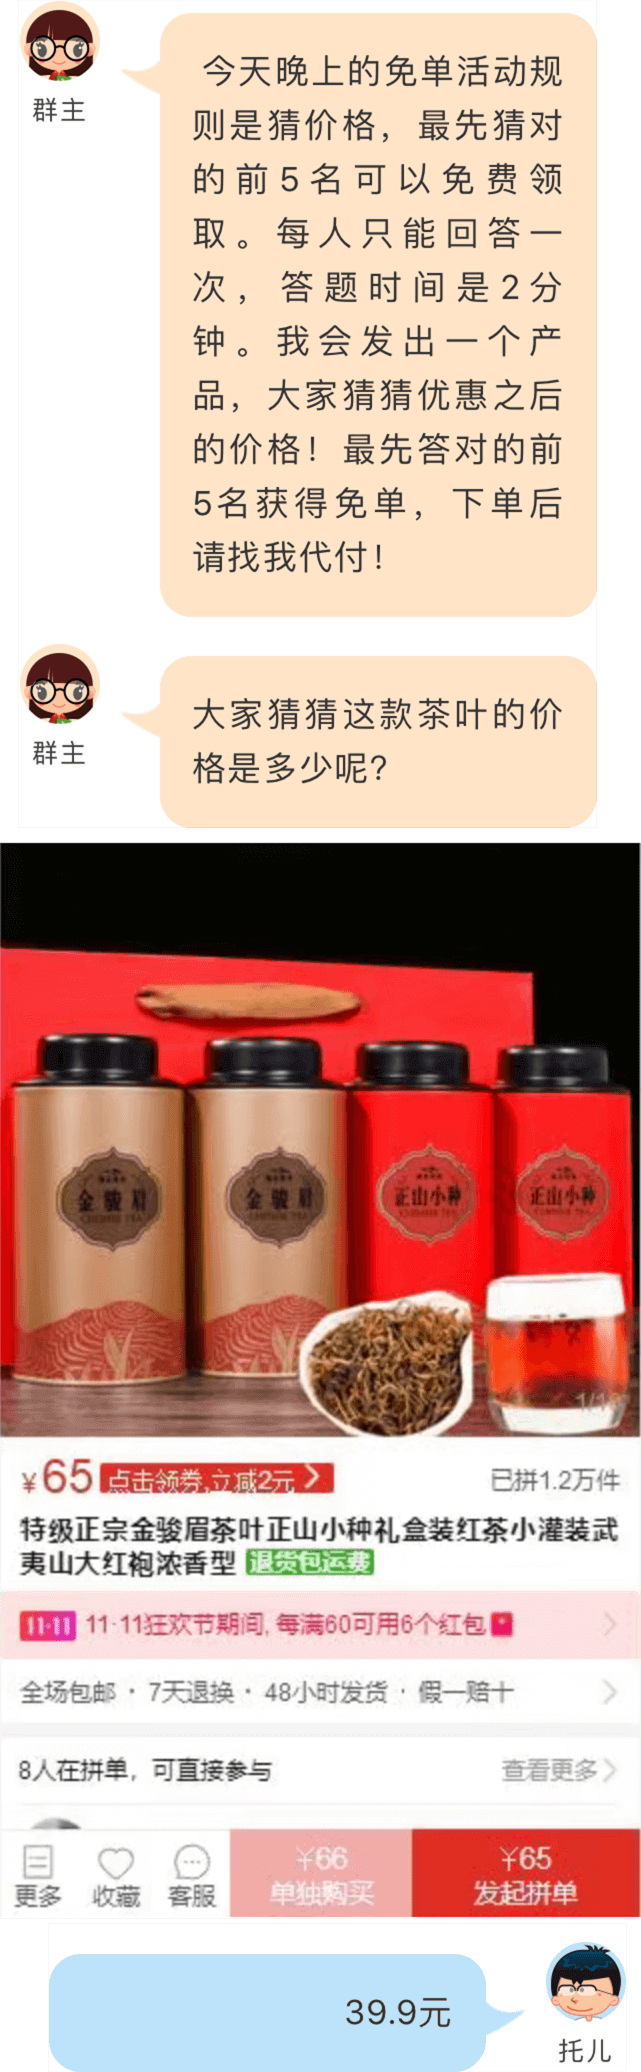 今天晚上的免单活动规
则是猜价格，最先猜对
的前5名可以免费领
取。每人只能回答一
次，答题时间是2分
钟。我会发出一个产
品，大家猜猜优惠之后
的价格！最先答对的前
5名获得免单，下单后
请找我代付！
群主
大家猜猜这款茶叶的价
格是多少呢？
群主
金骏眉
金骏眉
正山小种
正山小种
¥65 点击领券,立减2元 已拼1.2万件
特级正宗金骏眉茶叶正山小种礼盒装红茶小灌装武
夷山大红袍浓香型 退货包运费
11·11 11·11狂欢节期间, 每满60可用6个红包
全场包邮 · 7天退换 · 48小时发货 · 假一赔十
8人在拼单，可直接参与 查看更多
更多 收藏 客服
¥66
单独购买
¥65
发起拼单
39.9元
托儿